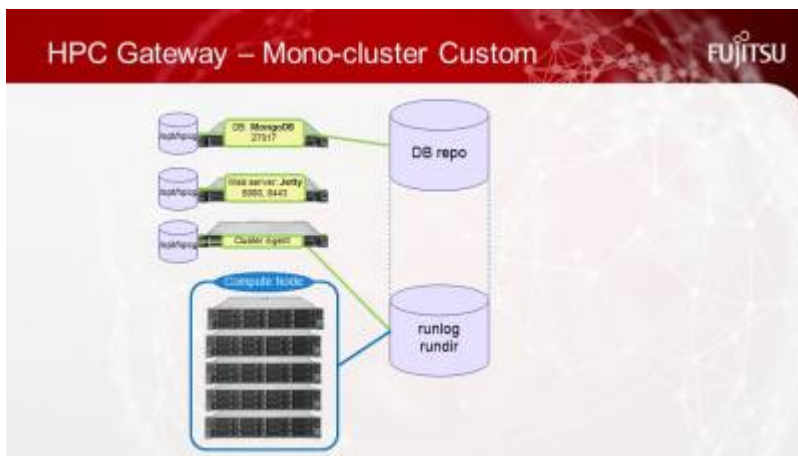 HPC Gateway – Mono-cluster Custom
FUJITSU
DB: MongoDB
27017
DB repo
Web server: Jetty
8080, 8443
Cluster Agent
Compute Node
runlog
rundir